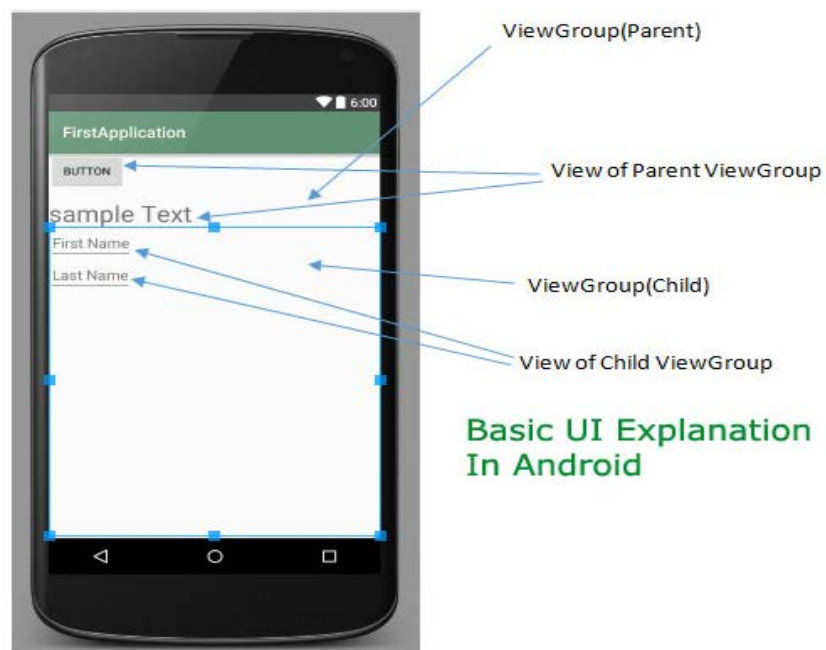 ViewGroup(Parent)
6:00
FirstApplication
BUTTON
View of Parent ViewGroup
sample Text
First Name
Last Name
ViewGroup(Child)
View of Child ViewGroup
Basic UI Explanation
In Android